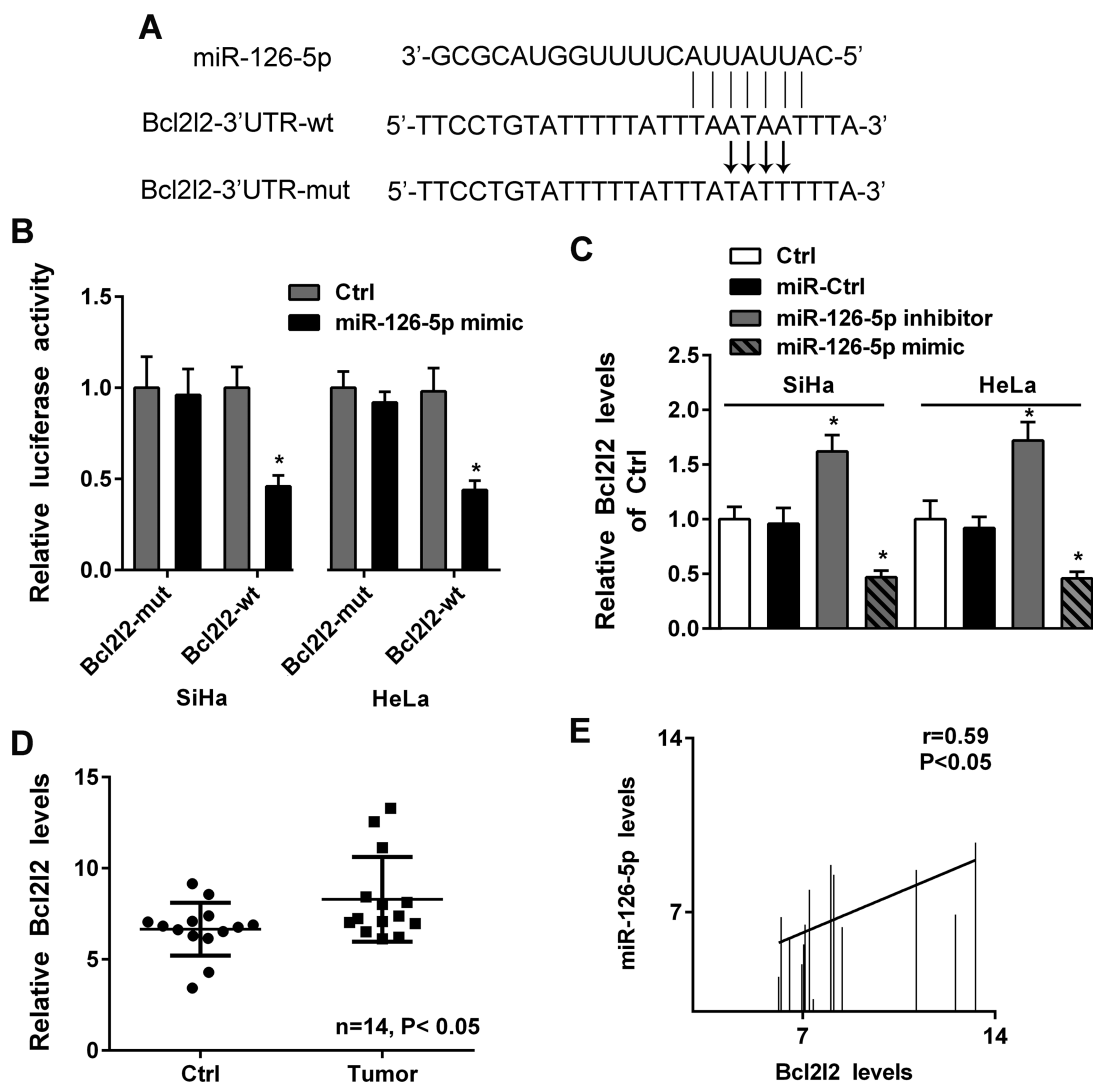 A
miR-126-5p 3’-GCGCAUGGUUUUCAUUAUUAC-5’
Bcl2l2-3’UTR-wt 5’-TTCCTGTATTTTTATTTAATAATTTA-3’
Bcl2l2-3’UTR-mut 5’-TTCCTGTATTTTTATTTATATTTTTA-3’
B
Relative luciferase activity
Ctrl
miR-126-5p mimic
1.5
1.0
0.5
0.0
*
*
Bcl2l2-mut
Bcl2l2-wt
Bcl2l2-mut
Bcl2l2-wt
SiHa
HeLa
C
Ctrl
miR-Ctrl
miR-126-5p inhibitor
miR-126-5p mimic
Relative Bcl2l2 levels
of Ctrl
2.5
2.0
1.5
1.0
0.5
0.0
SiHa
HeLa
*
*
*
*
D
Relative Bcl2l2 levels
15
10
5
0
n=14, P< 0.05
Ctrl
Tumor
E
miR-126-5p levels
14
7
r=0.59
P<0.05
7
14
Bcl2l2 levels